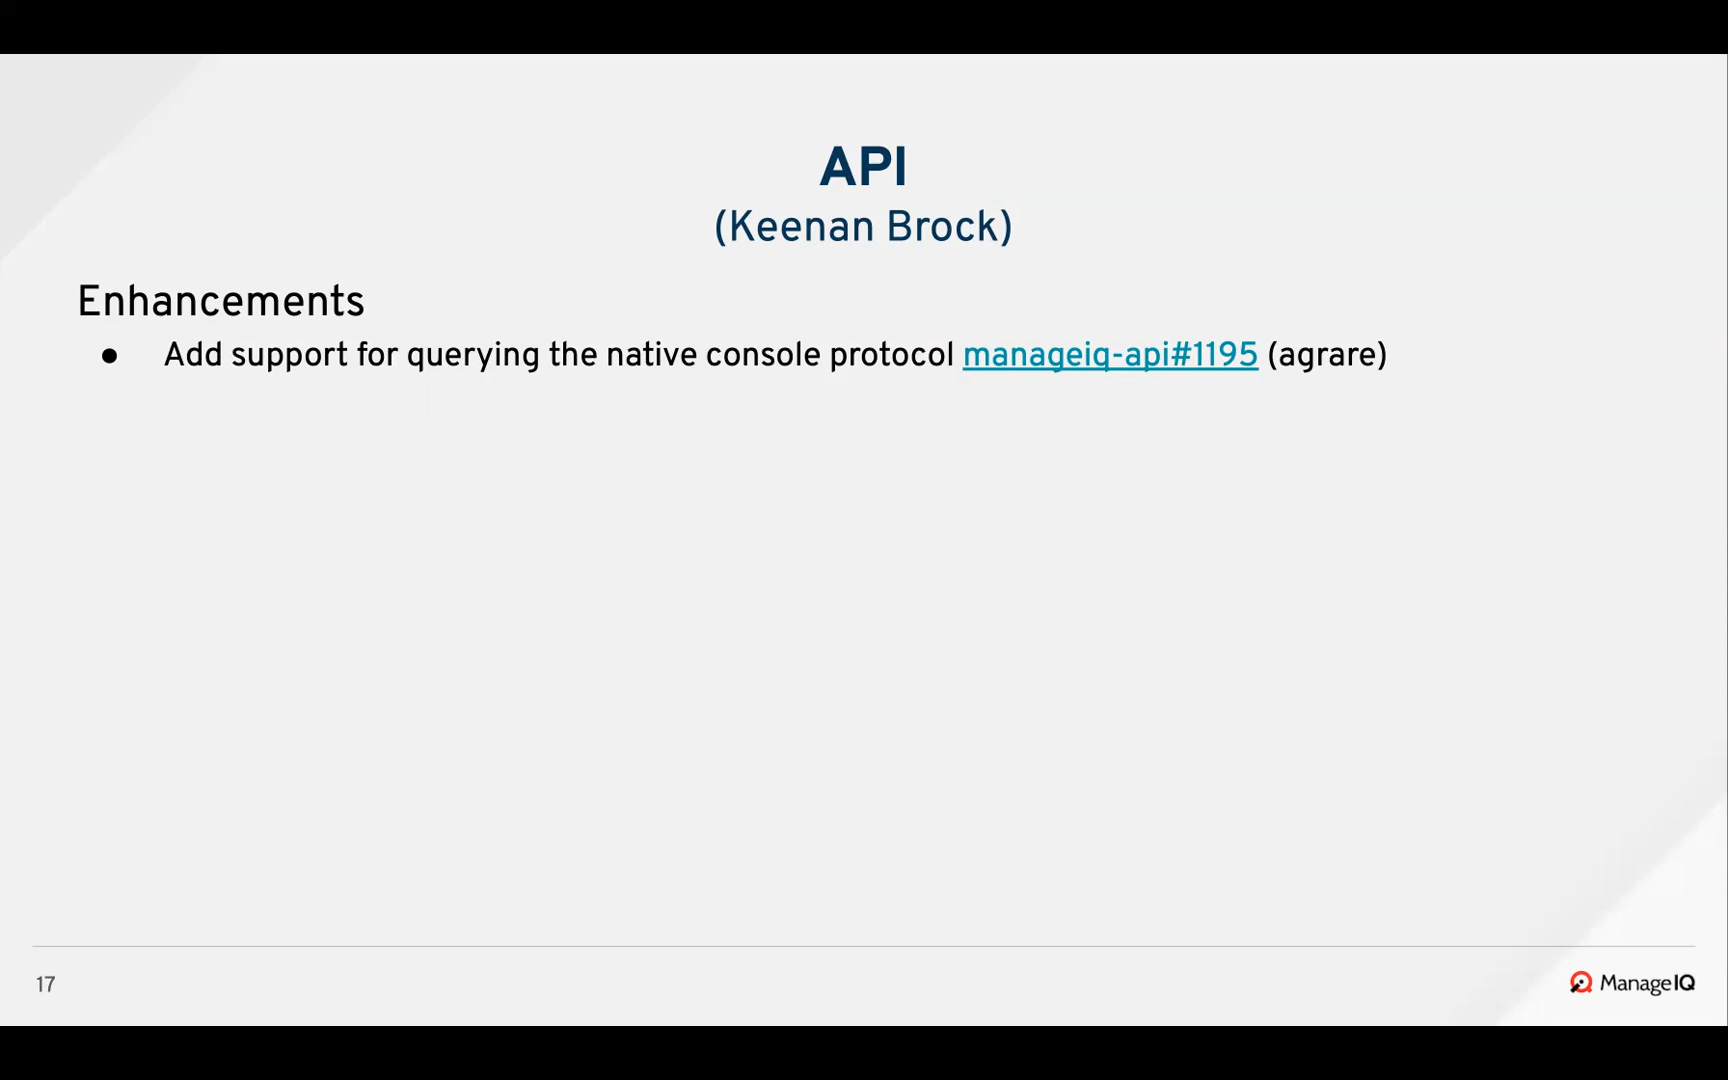 API
(Keenan Brock)
Enhancements
● Add support for querying the native console protocol manageiq-api#1195 (agrare)
17
ManageIQ